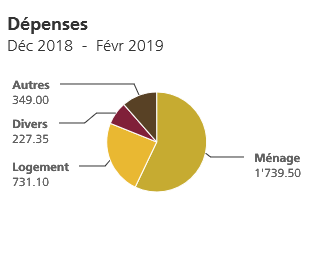 Dépenses
Déc 2018 - Févr 2019
Autres
349.00
Divers
227.35
Logement
731.10
Ménage
1'739.50